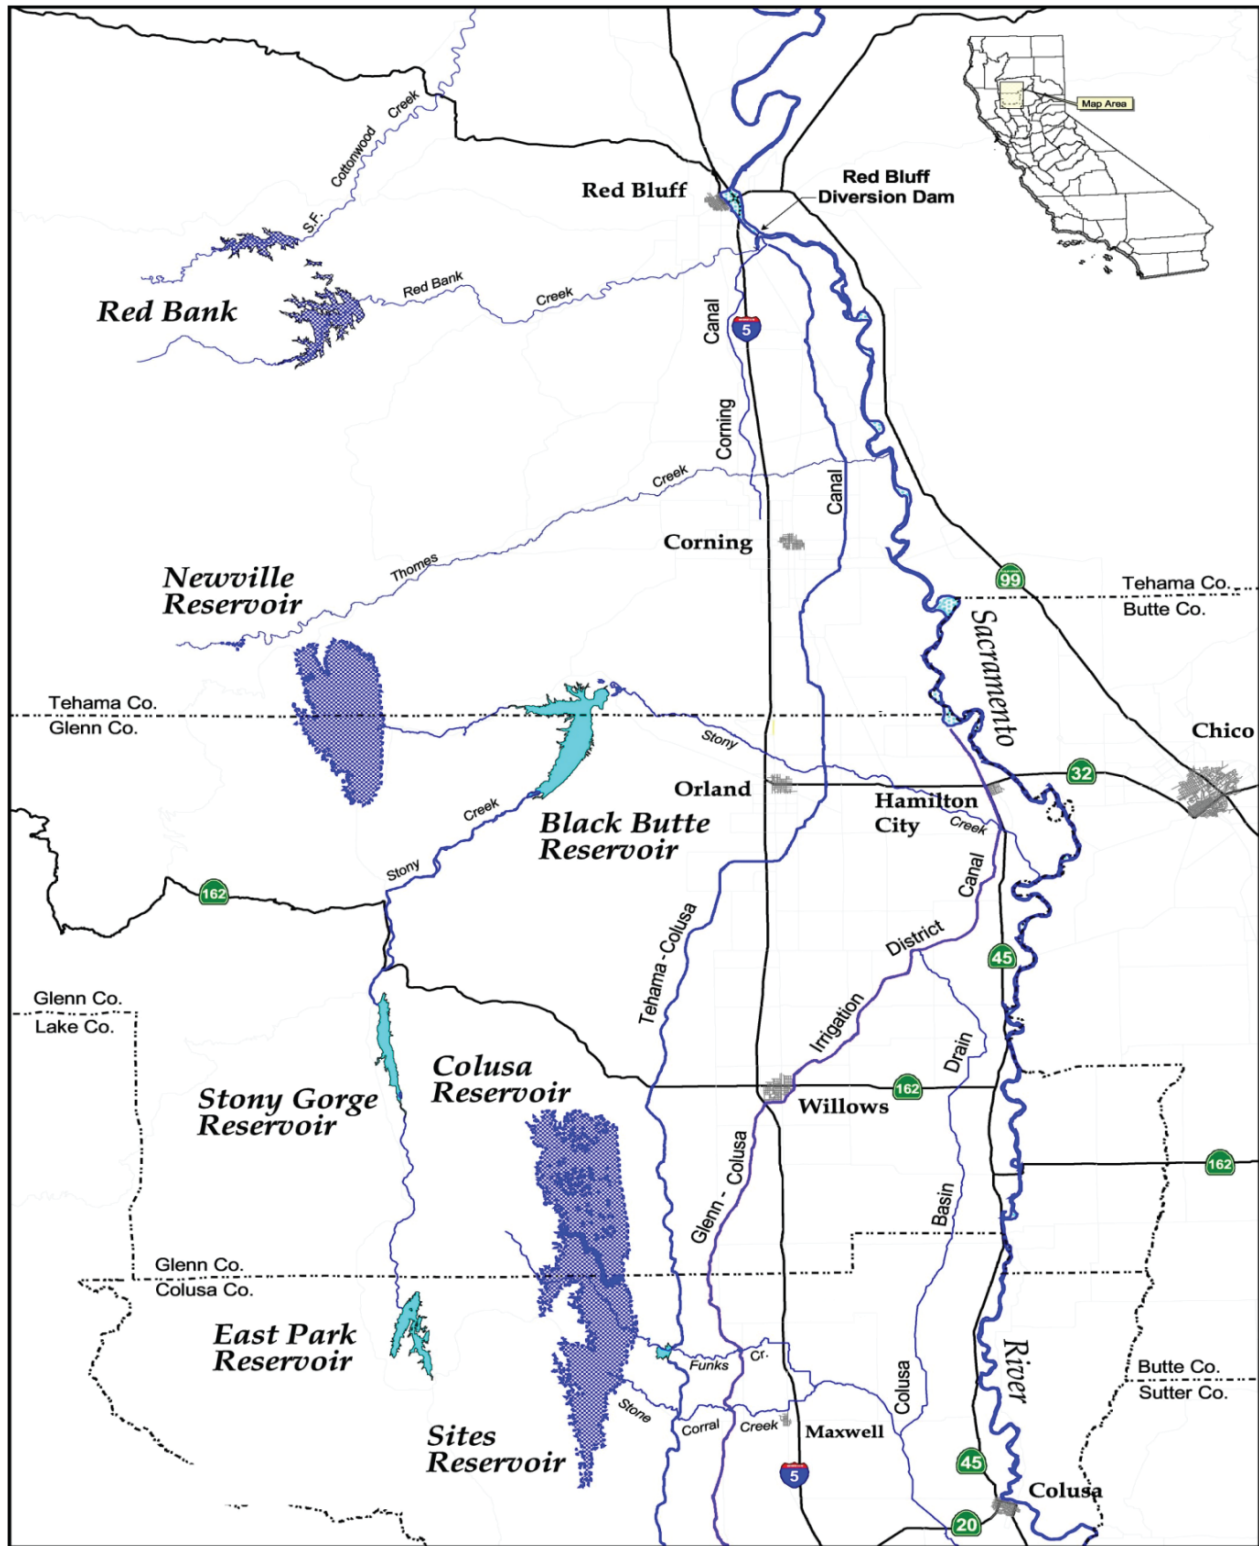 Map Area
Cottonwood Creek
S.F.
Red Bluff
Red Bluff
Diversion Dam
Red Bank
Red Bank Creek
Canal
5
Corning
Creek
Canal
Thomes
Corning
Newville
Reservoir
99
Tehama Co.
Butte Co.
Sacramento
Tehama Co.
Glenn Co.
Stony
Chico
32
Orland
Hamilton
City
Creek
Creek
Black Butte
Reservoir
Stony
162
Canal
District
Tehama-Colusa
45
Glenn Co.
Lake Co.
Irrigation
Drain
Colusa
Reservoir
Stony Gorge
Reservoir
162
Willows
Glenn - Colusa
162
Basin
Glenn Co.
Colusa Co.
East Park
Reservoir
Funks Cr.
River
Butte Co.
Sutter Co.
Colusa
Stone Corral Creek
Maxwell
Sites
Reservoir
45
5
Colusa
20